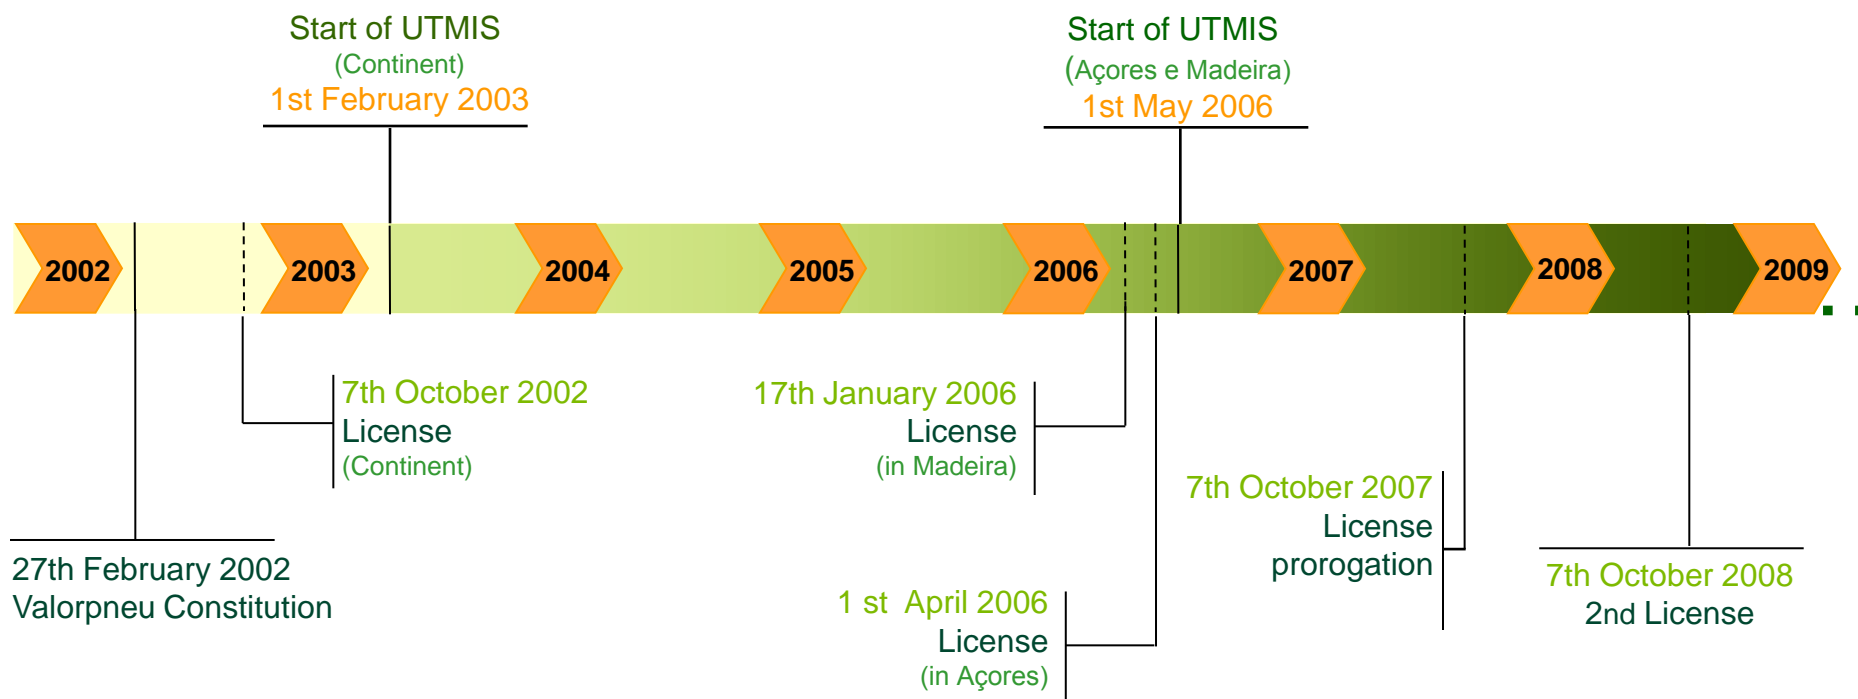 Start of UTMIS
(Continent)
1st February 2003
Start of UTMIS
(Açores e Madeira)
1st May 2006
2002
2003
2004
2005
2006
2007
2008
2009
7th October 2002
License
(Continent)
17th January 2006
License
(in Madeira)
7th October 2007
License
prorogation
27th February 2002
Valorpneu Constitution
1 st April 2006
License
(in Açores)
7th October 2008
2nd License